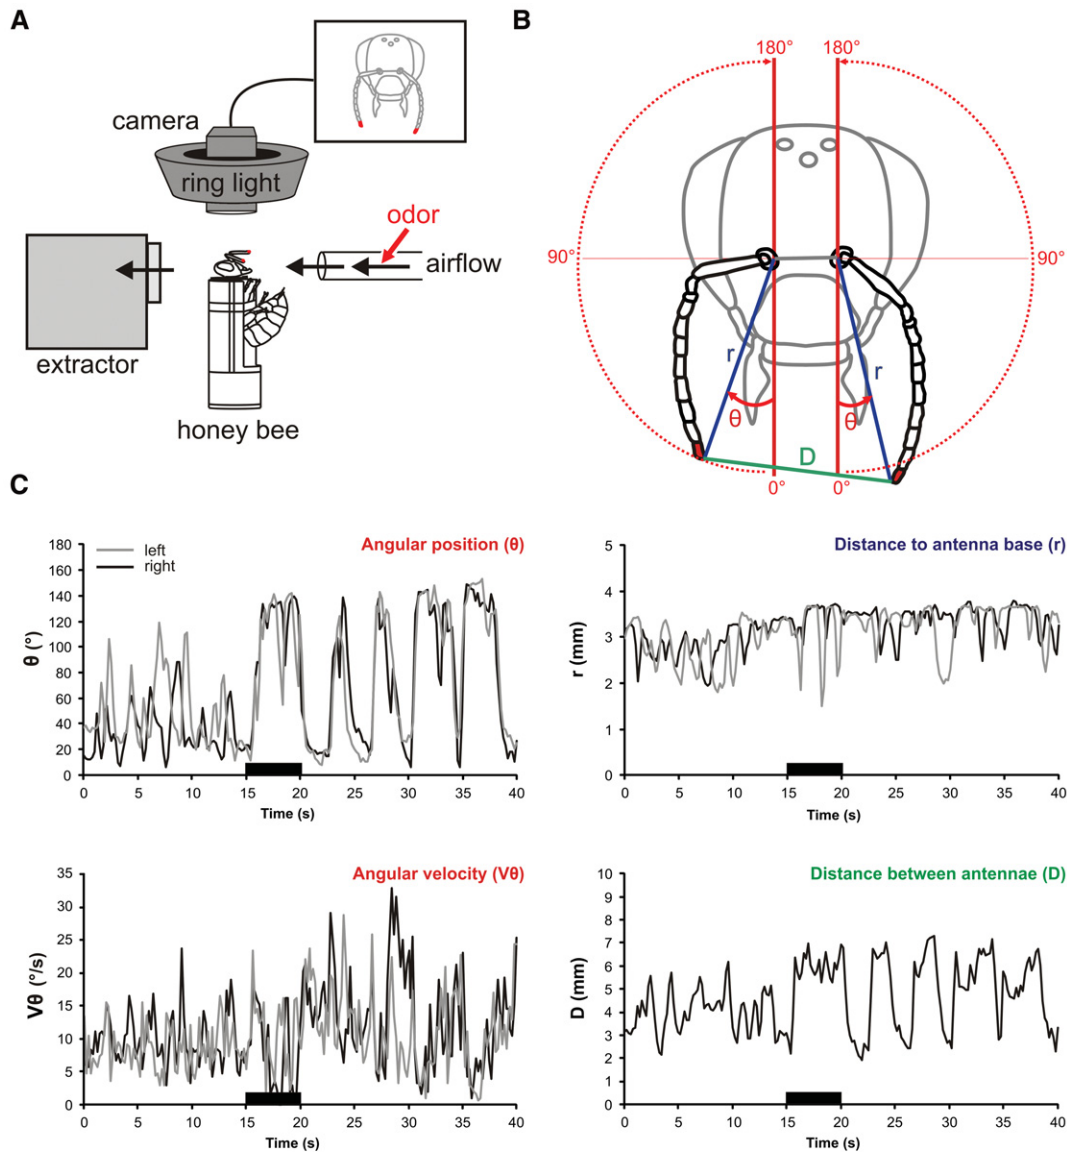 A
camera
ring light
odor
airflow
extractor
honey bee
B
180°
180°
90°
90°
r
r
θ
θ
D
0°
0°
C
Angular position (θ)
left
right
θ (°)
180
160
140
120
100
80
60
40
20
0
0 5 10 15 20 25 30 35 40
Time (s)
Distance to antenna base (r)
r (mm)
5
4
3
2
1
0
0 5 10 15 20 25 30 35 40
Time (s)
Angular velocity (Vθ)
Vθ (°/s)
35
30
25
20
15
10
5
0
0 5 10 15 20 25 30 35 40
Time (s)
Distance between antennae (D)
D (mm)
10
9
8
7
6
5
4
3
2
1
0
0 5 10 15 20 25 30 35 40
Time (s)